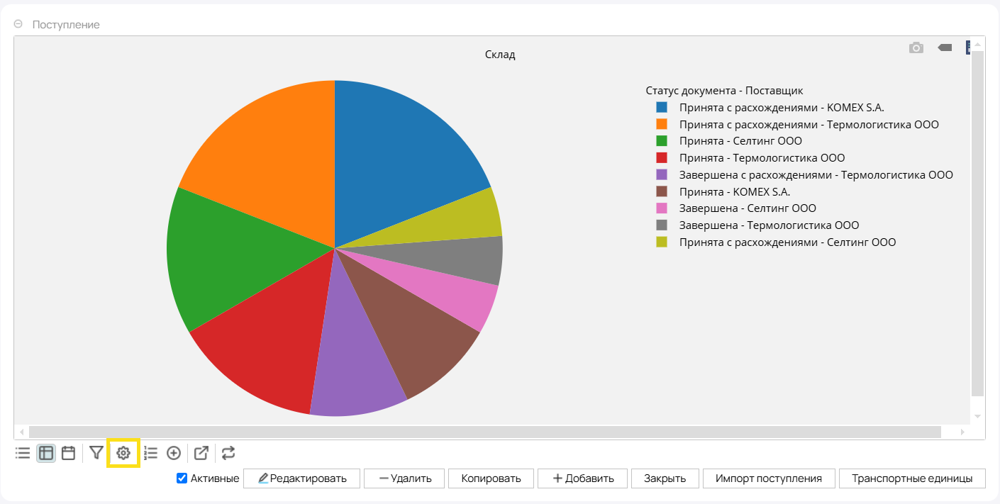 Поступление
Склад
Статус документа - Поставщик
Принята с расхождениями - KOMEX S.A.
Принята с расхождениями - Термологистика ООО
Принята - Селтинг ООО
Принята - Термологистика ООО
Завершена с расхождениями - Термологистика ООО
Принята - KOMEX S.A.
Завершена - Селтинг ООО
Завершена - Термологистика ООО
Принята с расхождениями - Селтинг ООО
Активные Редактировать Удалить Копировать Добавить Закрыть Импорт поступления Транспортные единицы